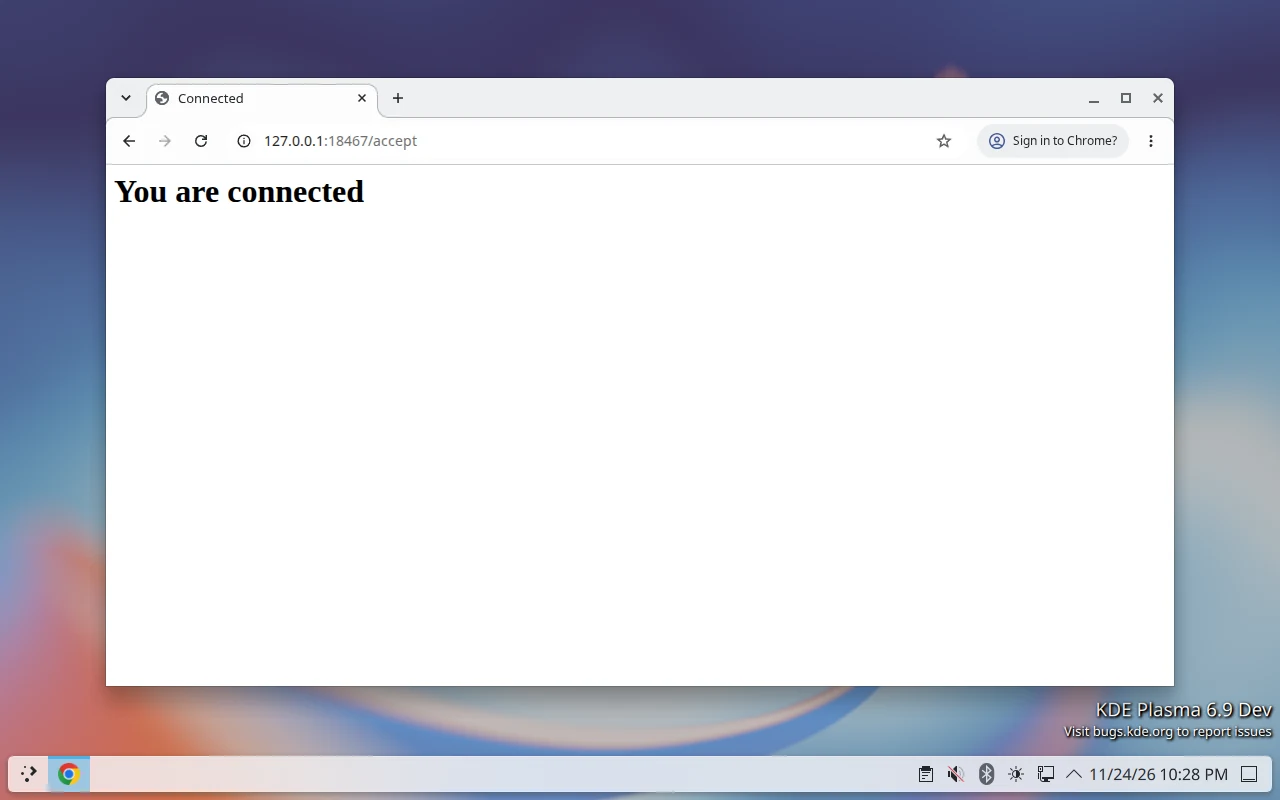 Connected
127.0.0.1:18467/accept
Sign in to Chrome?
You are connected
KDE Plasma 6.9 Dev
Visit bugs.kde.org to report issues
11/24/26 10:28 PM